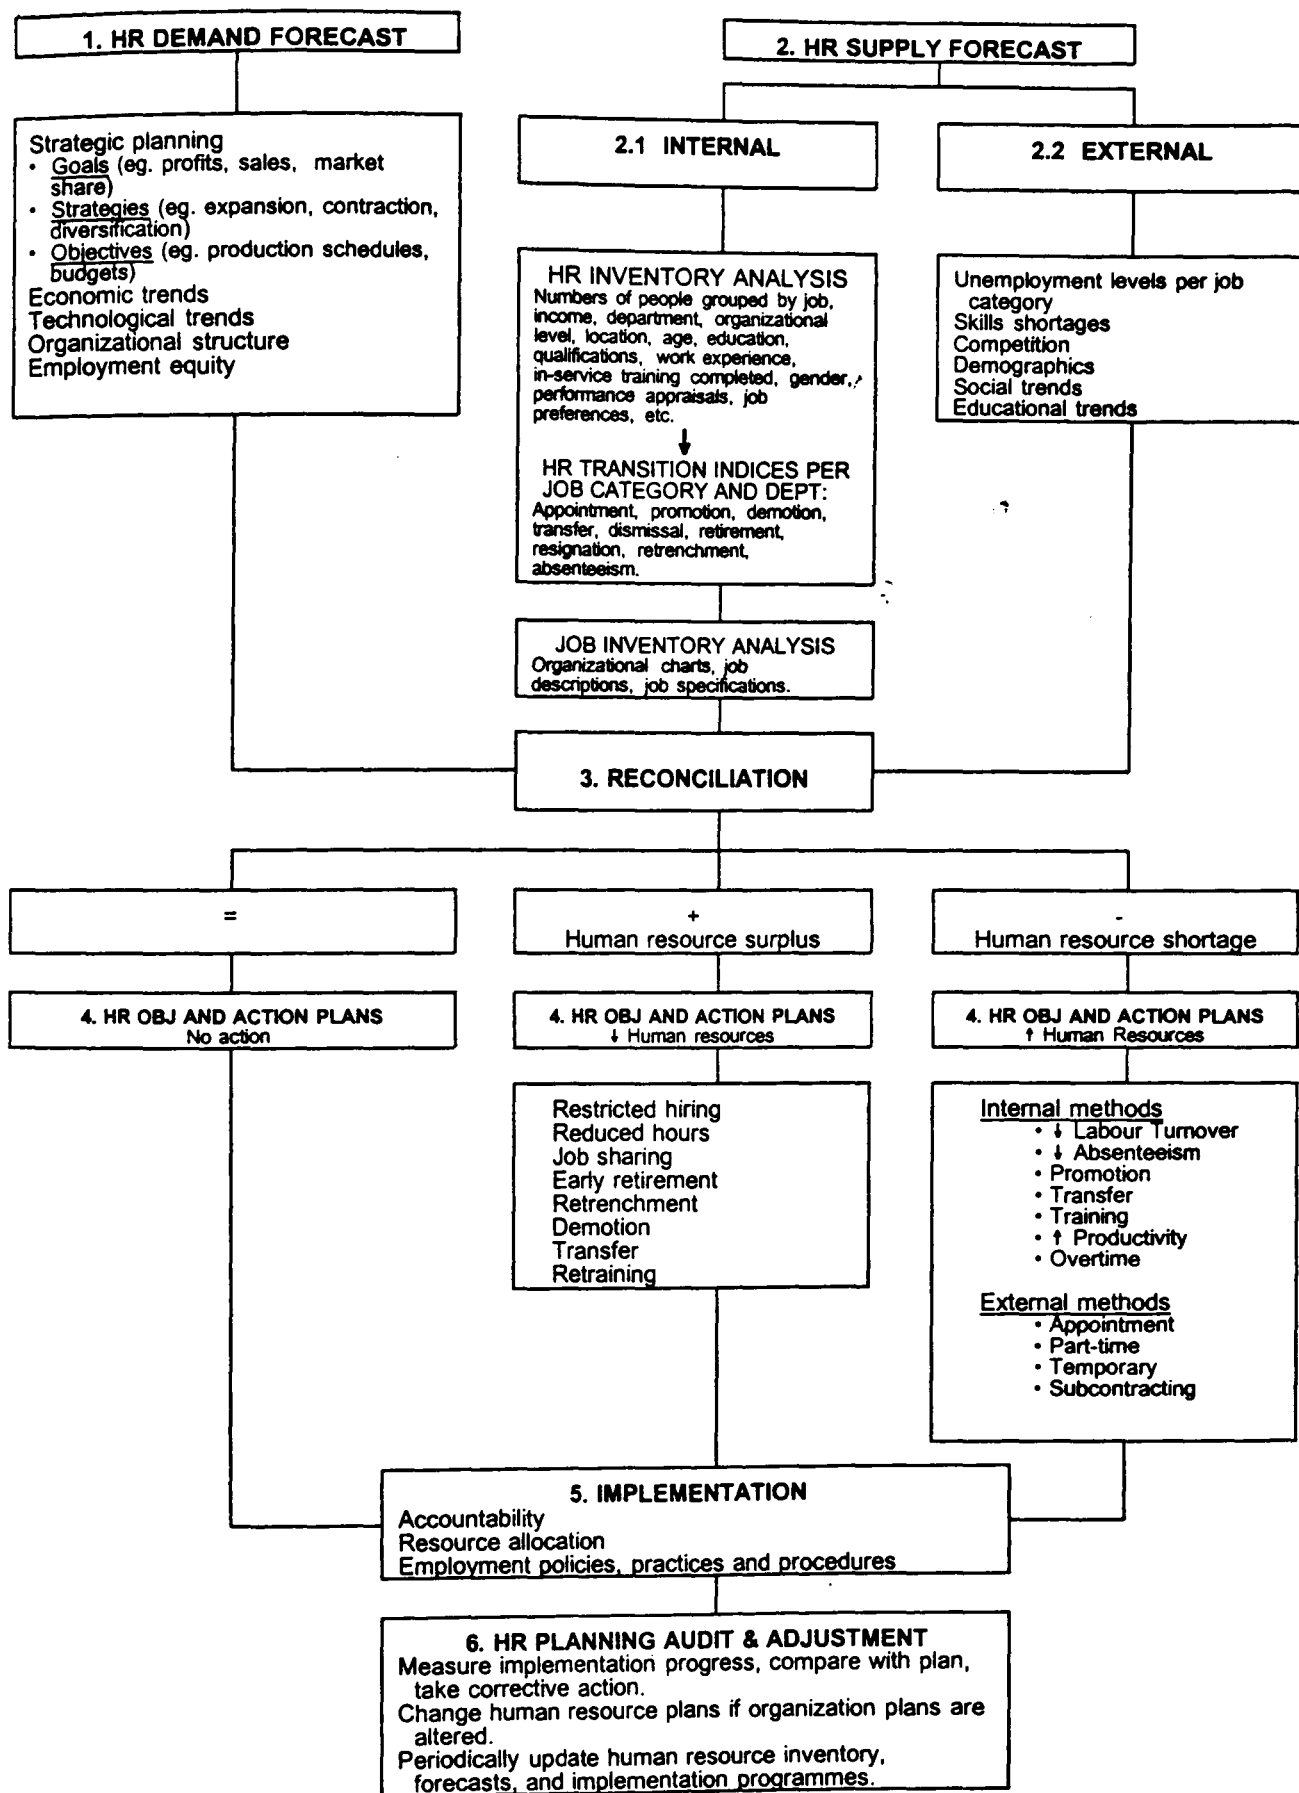 1. HR DEMAND FORECAST
Strategic planning
• Goals (eg. profits, sales, market
share)
• Strategies (eg. expansion, contraction,
diversification)
• Objectives (eg. production schedules,
budgets)
Economic trends
Technological trends
Organizational structure
Employment equity
2. HR SUPPLY FORECAST
2.1 INTERNAL
HR INVENTORY ANALYSIS
Numbers of people grouped by job,
income, department, organizational
level, location, age, education,
qualifications, work experience,
in-service training completed, gender,
performance appraisals, job
preferences, etc.
↓
HR TRANSITION INDICES PER
JOB CATEGORY AND DEPT:
Appointment, promotion, demotion,
transfer, dismissal, retirement,
resignation, retrenchment,
absenteeism.
JOB INVENTORY ANALYSIS
Organizational charts, job
descriptions, job specifications.
2.2 EXTERNAL
Unemployment levels per job
category
Skills shortages
Competition
Demographics
Social trends
Educational trends
3. RECONCILIATION
=
4. HR OBJ AND ACTION PLANS
No action
+
Human resource surplus
4. HR OBJ AND ACTION PLANS
↓ Human resources
Restricted hiring
Reduced hours
Job sharing
Early retirement
Retrenchment
Demotion
Transfer
Retraining
-
Human resource shortage
4. HR OBJ AND ACTION PLANS
↑ Human Resources
Internal methods
• ↓ Labour Turnover
• ↓ Absenteeism
• Promotion
• Transfer
• Training
• ↑ Productivity
• Overtime
External methods
• Appointment
• Part-time
• Temporary
• Subcontracting
5. IMPLEMENTATION
Accountability
Resource allocation
Employment policies, practices and procedures
6. HR PLANNING AUDIT & ADJUSTMENT
Measure implementation progress, compare with plan,
take corrective action.
Change human resource plans if organization plans are
altered.
Periodically update human resource inventory,
forecasts, and implementation programmes.